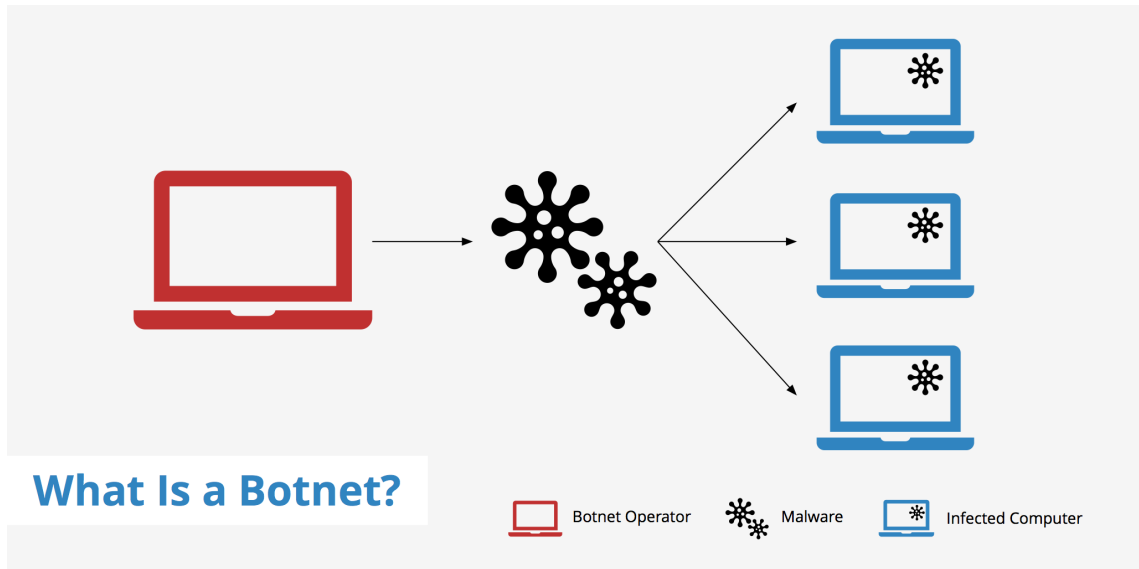 What Is a Botnet?
Botnet Operator
Malware
Infected Computer